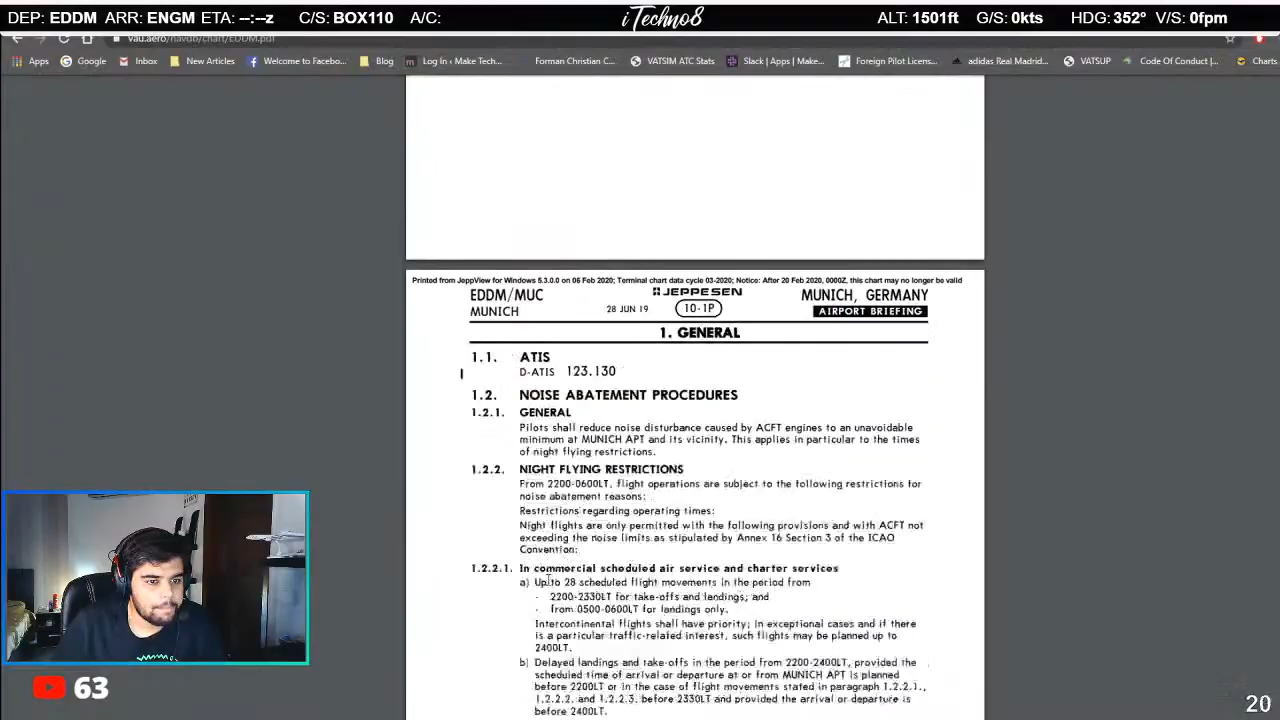 DEP: EDDM ARR: ENGM ETA: --:--z C/S: BOX110 A/C: iTechno8 ALT: 1501ft G/S: 0kts HDG: 352° V/S: 0fpm
vau.aero/navdb/chart/EDDM.pdf
Apps Google Inbox New Articles Welcome to Facebo... Blog Log In ‹ Make Tech... Forman Christian C... VATSIM ATC Stats Slack | Apps | Make... Foreign Pilot Licens... adidas Real Madrid... VATSUP Code Of Conduct |... Charts
Printed from JeppView for Windows 5.3.0.0 on 06 Feb 2020; Terminal chart data cycle 03-2020; Notice: After 20 Feb 2020, 0000Z, this chart may no longer be valid
EDDM/MUC JEPPESEN MUNICH, GERMANY
MUNICH 28 JUN 19 10-1P AIRPORT BRIEFING
1. GENERAL
1.1. ATIS
D-ATIS 123.130
1.2. NOISE ABATEMENT PROCEDURES
1.2.1. GENERAL
Pilots shall reduce noise disturbance caused by ACFT engines to an unavoidable
minimum at MUNICH APT and its vicinity. This applies in particular to the times
of night flying restrictions.
1.2.2. NIGHT FLYING RESTRICTIONS
From 2200-0600LT, flight operations are subject to the following restrictions for
noise abatement reasons:
Restrictions regarding operating times:
Night flights are only permitted with the following provisions and with ACFT not
exceeding the noise limits as stipulated by Annex 16 Section 3 of the ICAO
Convention:
1.2.2.1. In commercial scheduled air service and charter services
a) Up to 28 scheduled flight movements in the period from
- 2200-2330LT for take-offs and landings; and
- from 0500-0600LT for landings only.
Intercontinental flights shall have priority; in exceptional cases and if there
is a particular traffic-related interest, such flights may be planned up to
2400LT.
b) Delayed landings and take-offs in the period from 2200-2400LT, provided the
scheduled time of arrival or departure at or from MUNICH APT is planned
before 2200LT or in the case of flight movements stated in paragraph 1.2.2.1.,
1.2.2.2. and 1.2.2.3. before 2330LT and provided the arrival or departure is
before 2400LT.
63
20